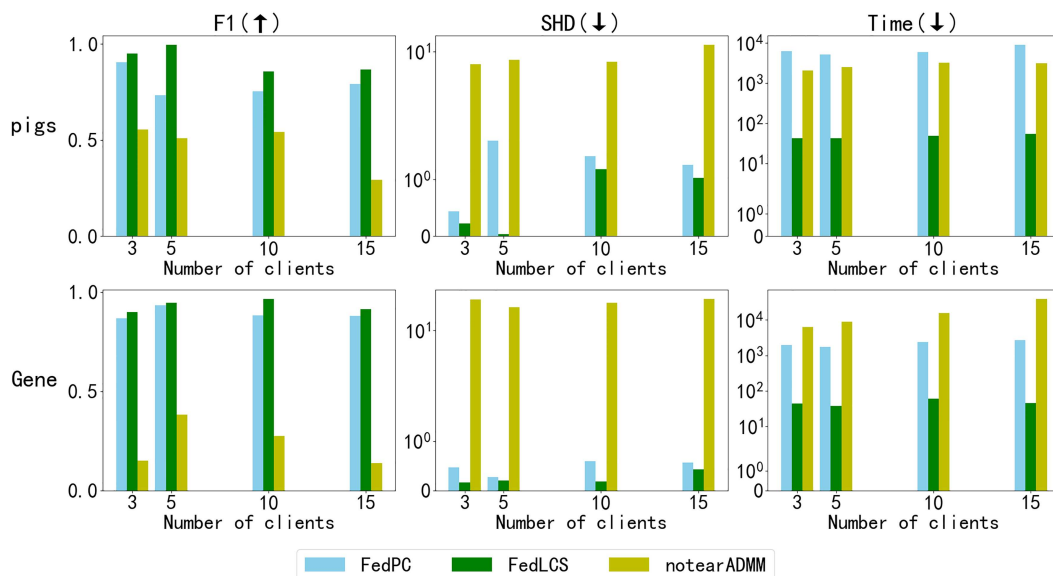 F1(↑) SHD(↓) Time(↓)
pigs
1.0
0.5
0.0
3 5 10 15
Number of clients
10¹
10⁰
0
3 5 10 15
Number of clients
10⁴
10³
10²
10¹
10⁰
0
3 5 10 15
Number of clients
Gene
1.0
0.5
0.0
3 5 10 15
Number of clients
10¹
10⁰
0
3 5 10 15
Number of clients
10⁴
10³
10²
10¹
10⁰
0
3 5 10 15
Number of clients
FedPC FedLCS notearADMM